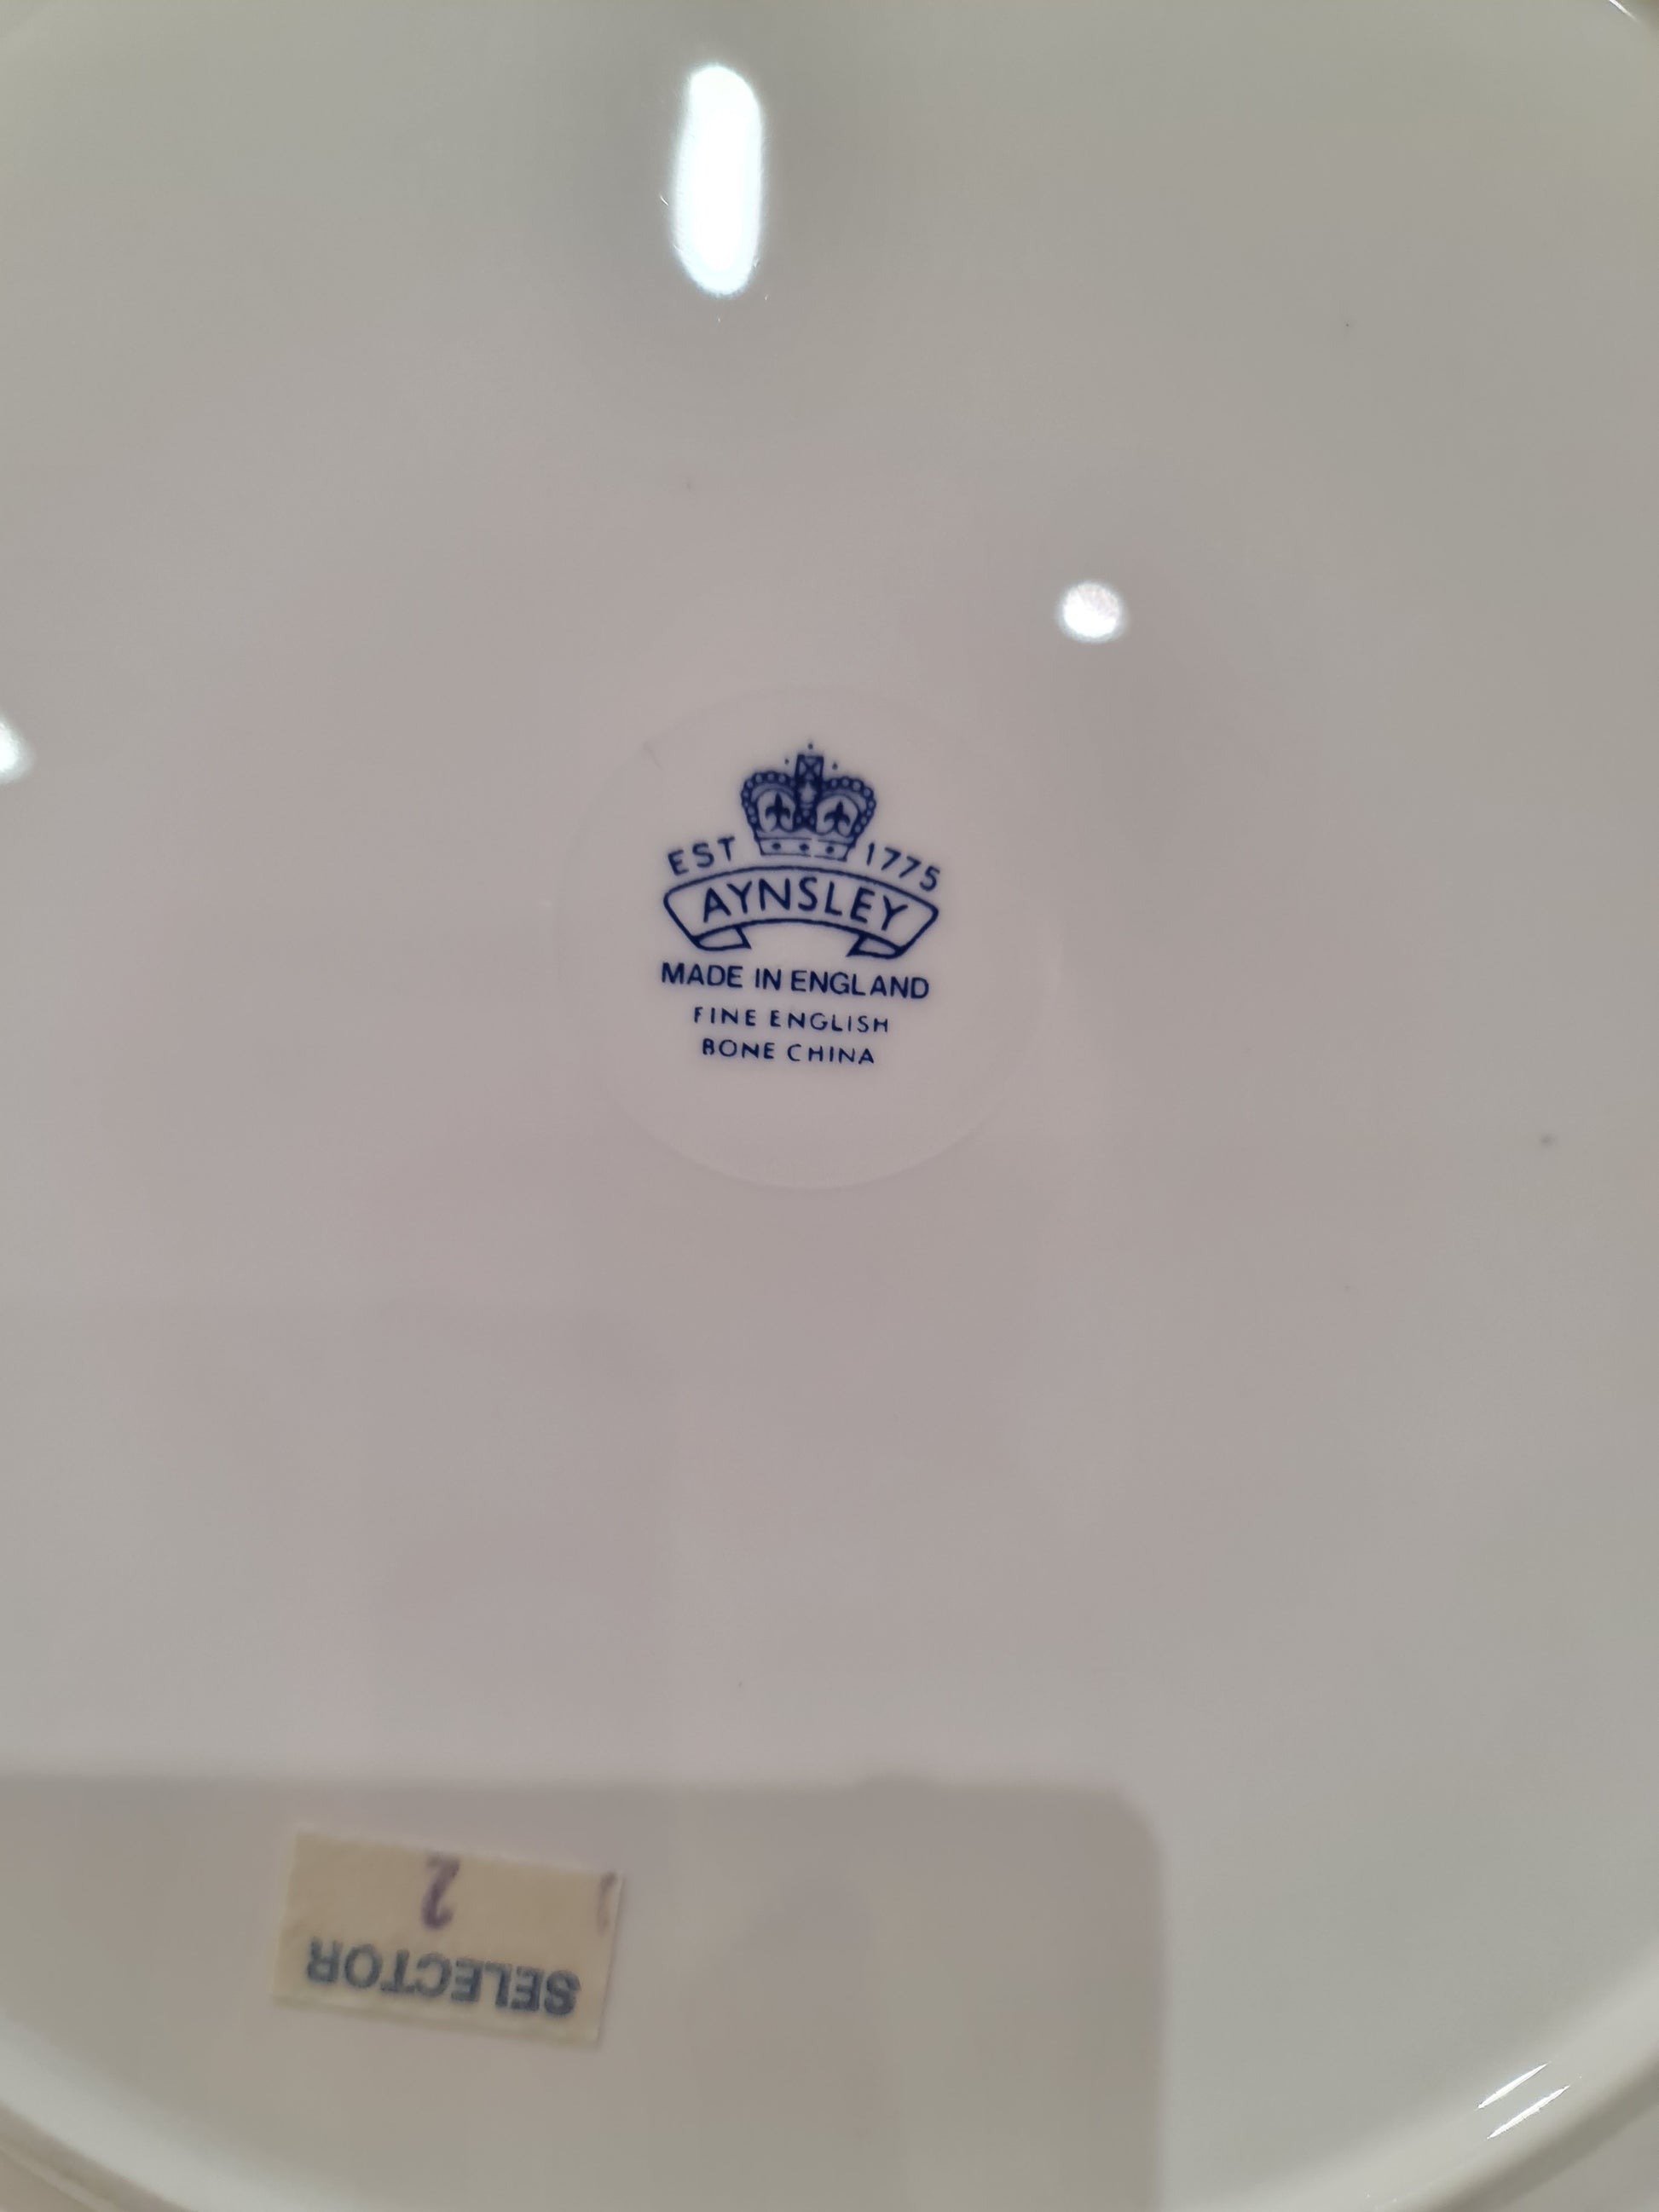 EST 1775
AYNSLEY
MADE IN ENGLAND
FINE ENGLISH
BONE CHINA
SELECTOR
2